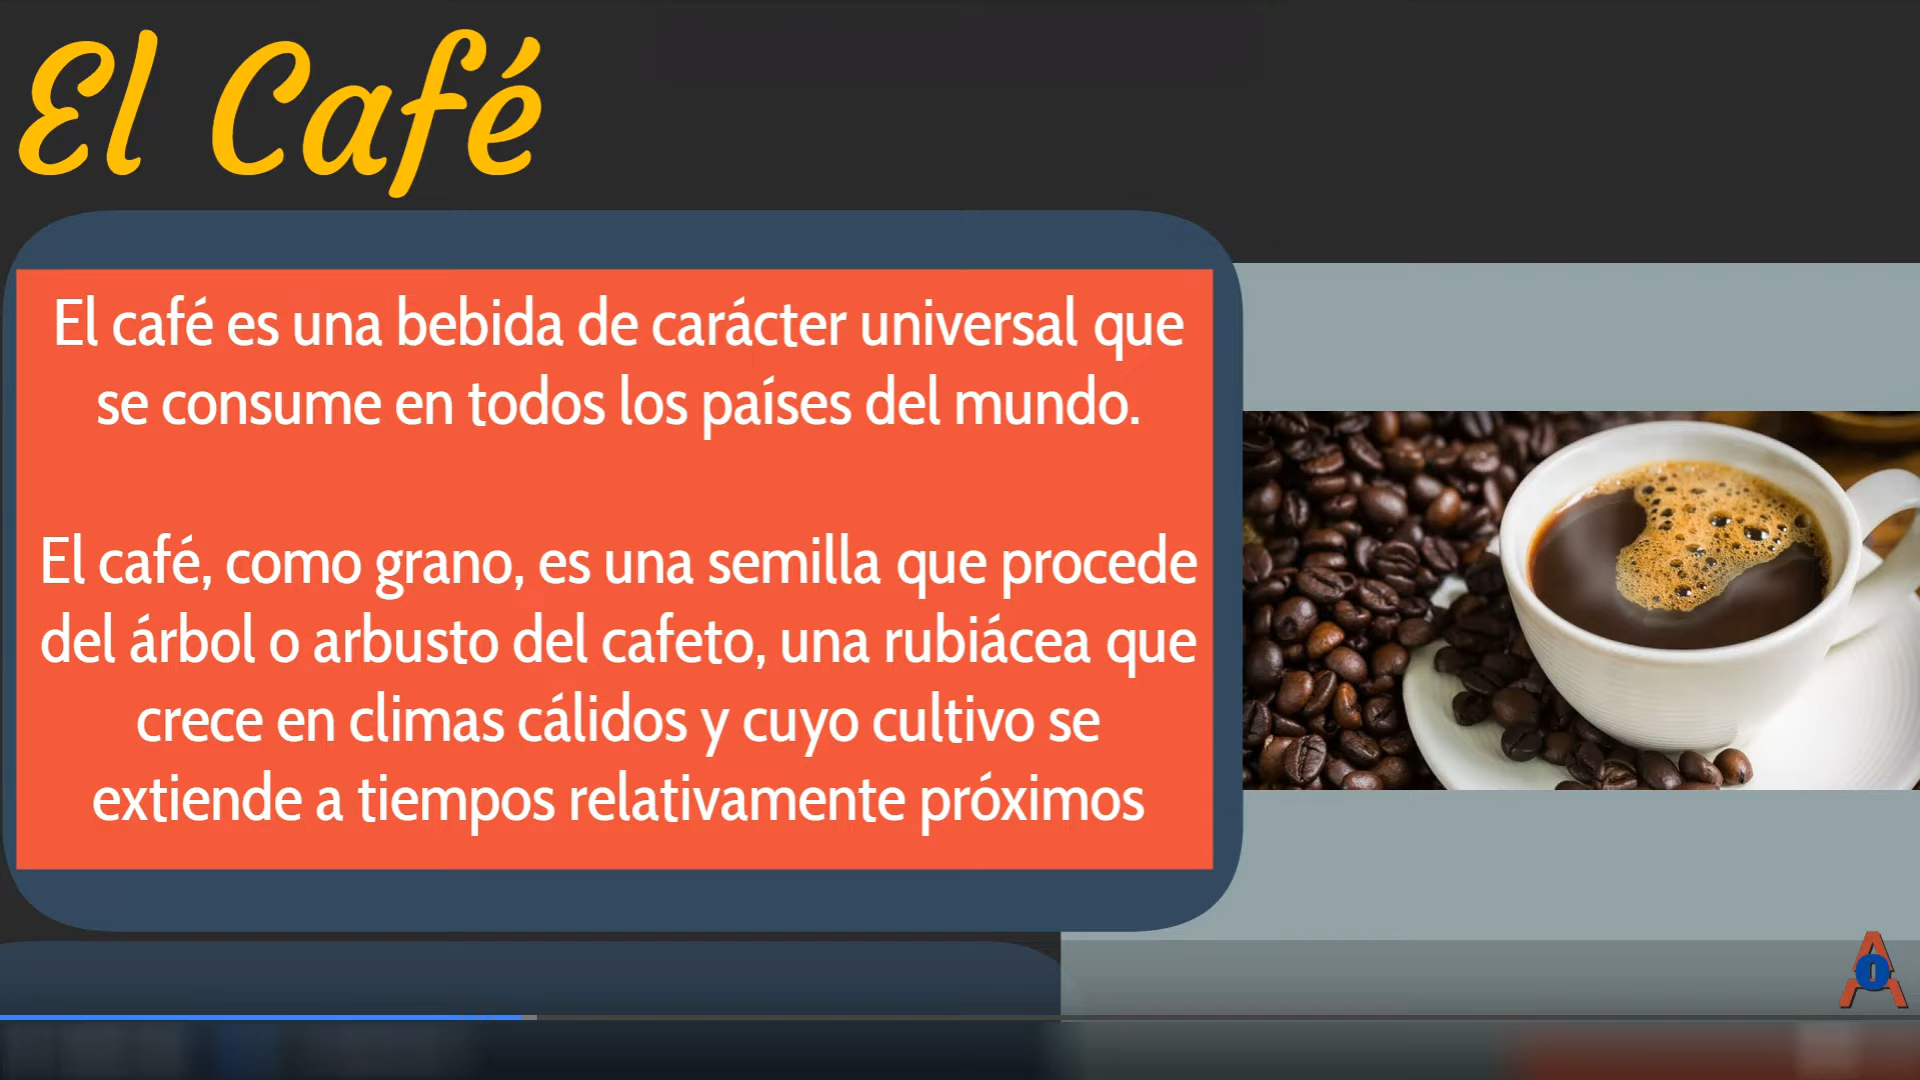 El Café
El café es una bebida de carácter universal que
se consume en todos los países del mundo.
El café, como grano, es una semilla que procede
del árbol o arbusto del cafeto, una rubiácea que
crece en climas cálidos y cuyo cultivo se
extiende a tiempos relativamente próximos
AO